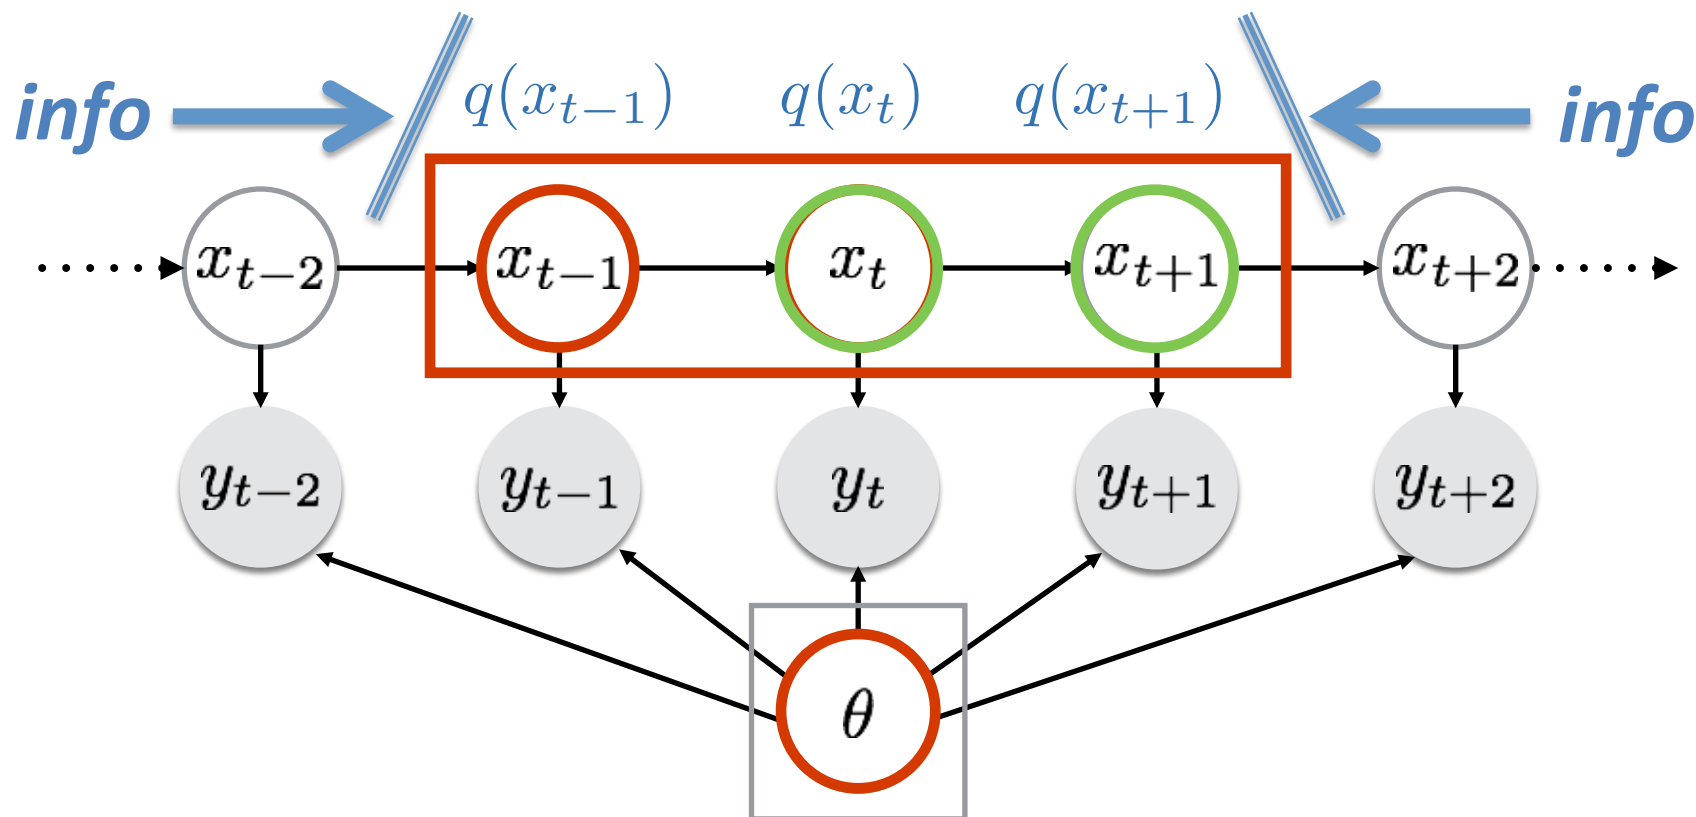 info q(x_{t-1}) q(x_t) q(x_{t+1}) info
x_{t-2} x_{t-1} x_t x_{t+1} x_{t+2}
y_{t-2} y_{t-1} y_t y_{t+1} y_{t+2}
θ